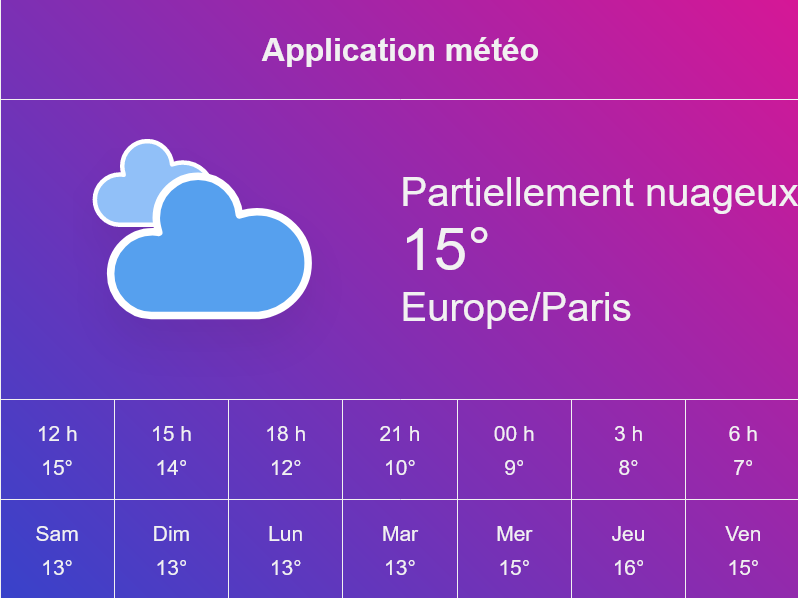 Application météo
Partiellement nuageux
15°
Europe/Paris
12 h 15 h 18 h 21 h 00 h 3 h 6 h
15° 14° 12° 10° 9° 8° 7°
Sam Dim Lun Mar Mer Jeu Ven
13° 13° 13° 13° 15° 16° 15°